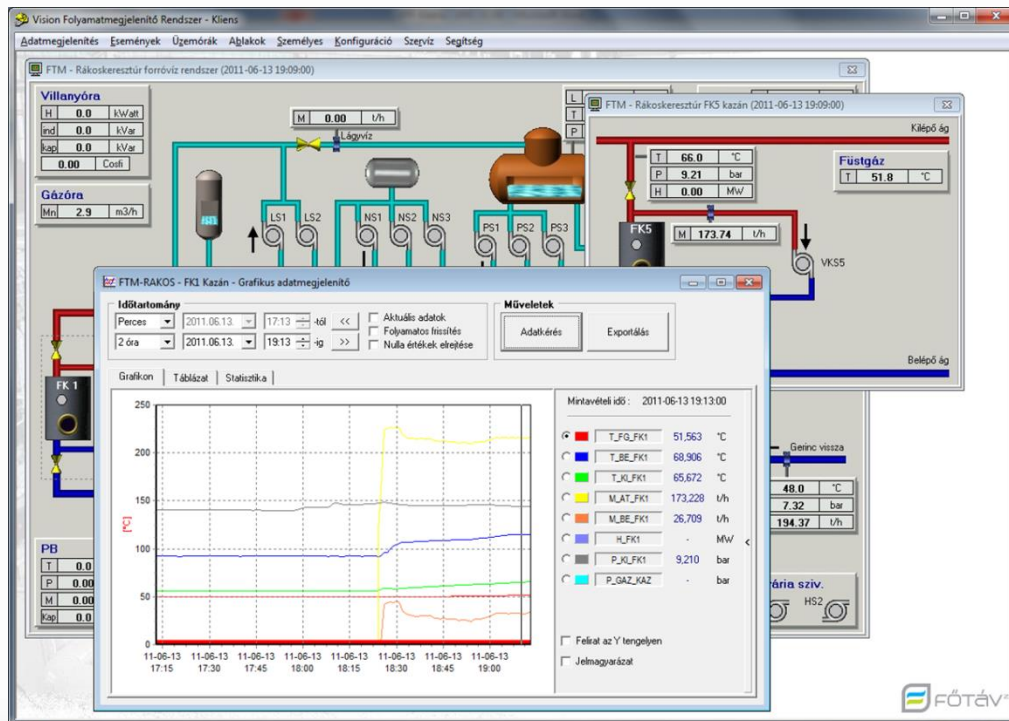 Vision Folyamatmegjelenítő Rendszer - Kliens
Adatmegjelenítés Események Üzemórák Ablakok Személyes Konfiguráció Szervíz Segítség
FTM - Rákoskeresztúr forróvíz rendszer (2011-06-13 19:09:00)
Villanyóra
H 0.0 kWatt
ind 0.0 kVar
kap 0.0 kVar
0.00 Cosfi
Gázóra
Mn 2.9 m3/h
M 0.00 t/h
Lágyvíz
L
T
P
LS1 LS2 NS1 NS2 NS3 PS1 PS2 PS3
FK 1
PB
T 0.0
P 0.00
M 0.00
Kap 0.0
Gerinc vissza
48.0 °C
7.32 bar
194.37 t/h
ária sziv.
HS2
FTM - Rákoskeresztúr FK5 kazán (2011-06-13 19:09:00)
Kilépő ág
T 66.0 °C
P 9.21 bar
H 0.00 MW
Füstgáz
T 51.8 °C
FK5
M 173.74 t/h
VKS5
Belépő ág
FTM-RAKOS - FK1 Kazán - Grafikus adatmegjelenítő
Időtartomány
Perces 2011.06.13. 17:13 -tól <<
2 óra 2011.06.13. 19:13 -ig >>
Aktuális adatok
Folyamatos frissítés
Nulla értékek elrejtése
Műveletek
Adatkérés Exportálás
Grafikon Táblázat Statisztika
250
200
150
100
50
0
[°C]
11-06-13 11-06-13 11-06-13 11-06-13 11-06-13 11-06-13 11-06-13 11-06-13
17:15 17:30 17:45 18:00 18:15 18:30 18:45 19:00
Mintavételi idő : 2011-06-13 19:13:00
T_FG_FK1 51,563 °C
T_BE_FK1 68,906 °C
T_KI_FK1 65,672 °C
M_AT_FK1 173,228 t/h
M_BE_FK1 26,709 t/h
H_FK1 - MW
P_KI_FK1 9,210 bar
P_GAZ_KAZ - bar
<
Felirat az Y tengelyen
Jelmagyarázat
FŐTÁV